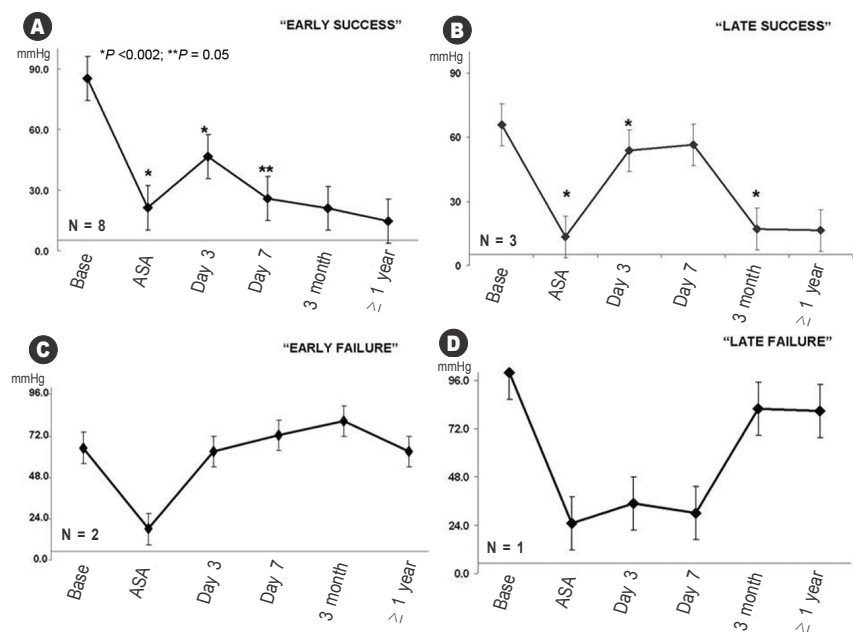 A
"EARLY SUCCESS"
mmHg
*P <0.002; **P = 0.05
90.0
60.0
30.0
0.0
*
*
**
N = 8
Base
ASA
Day 3
Day 7
3 month
≥ 1 year
B
"LATE SUCCESS"
mmHg
90
60
30
0
*
*
*
N = 3
Base
ASA
Day 3
Day 7
3 month
≥ 1 year
C
"EARLY FAILURE"
mmHg
96.0
72.0
48.0
24.0
0.0
N = 2
Base
ASA
Day 3
Day 7
3 month
≥ 1 year
D
"LATE FAILURE"
mmHg
96.0
72.0
48.0
24.0
0.0
N = 1
Base
ASA
Day 3
Day 7
3 month
≥ 1 year